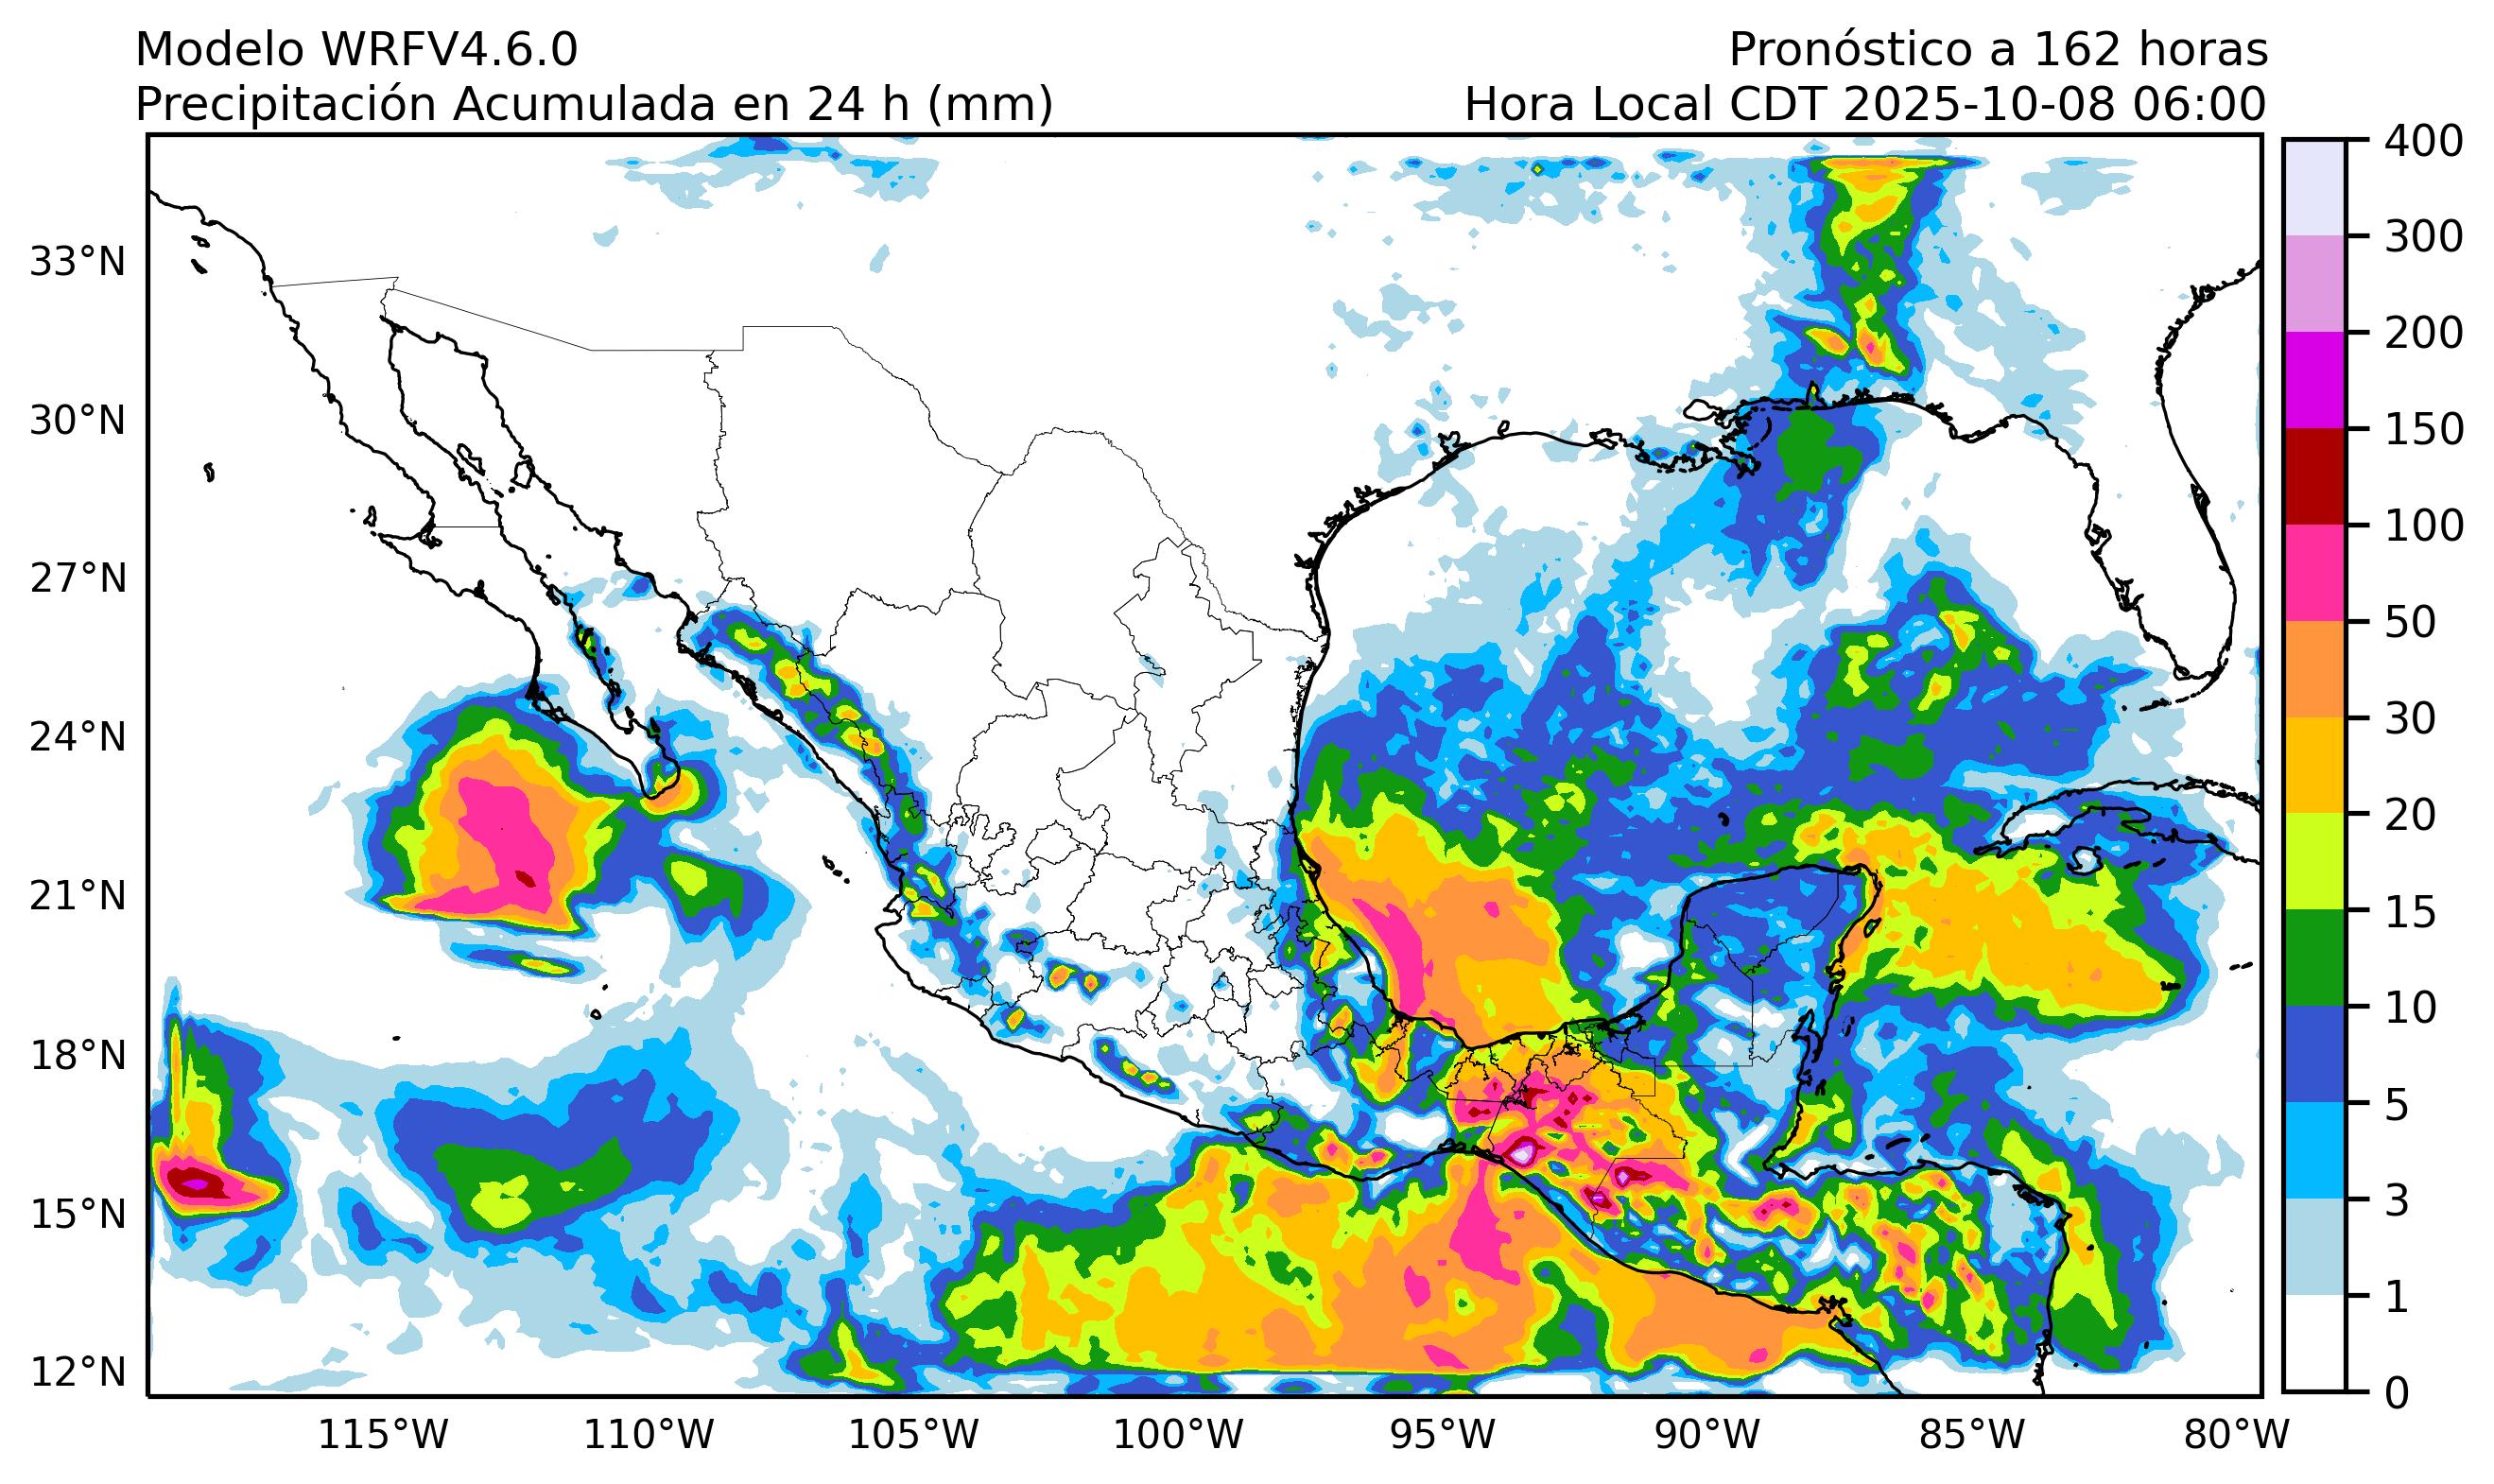 Modelo WRFV4.6.0
Pronóstico a 162 horas
Precipitación Acumulada en 24 h (mm)
Hora Local CDT 2025-10-08 06:00
33°N
30°N
27°N
24°N
21°N
18°N
15°N
12°N
115°W
110°W
105°W
100°W
95°W
90°W
85°W
80°W
400
300
200
150
100
50
30
20
15
10
5
3
1
0